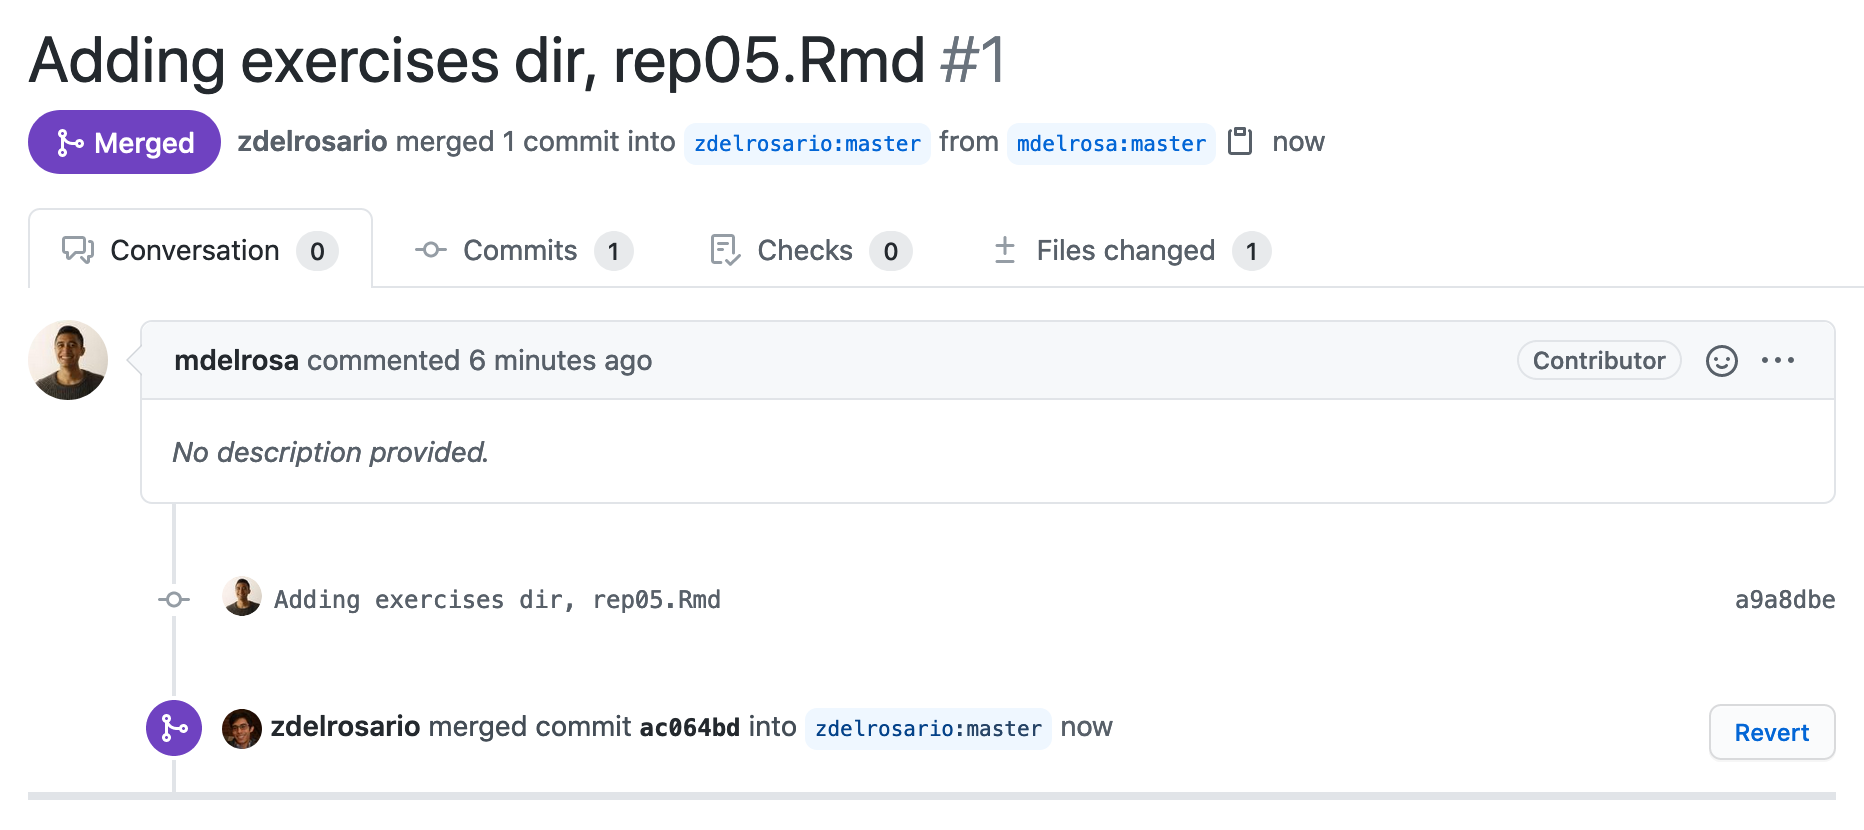 Adding exercises dir, rep05.Rmd #1
Merged zdelrosario merged 1 commit into zdelrosario:master from mdelrosa:master now
Conversation 0 Commits 1 Checks 0 Files changed 1
mdelrosa commented 6 minutes ago Contributor
No description provided.
Adding exercises dir, rep05.Rmd a9a8dbe
zdelrosario merged commit ac064bd into zdelrosario:master now Revert